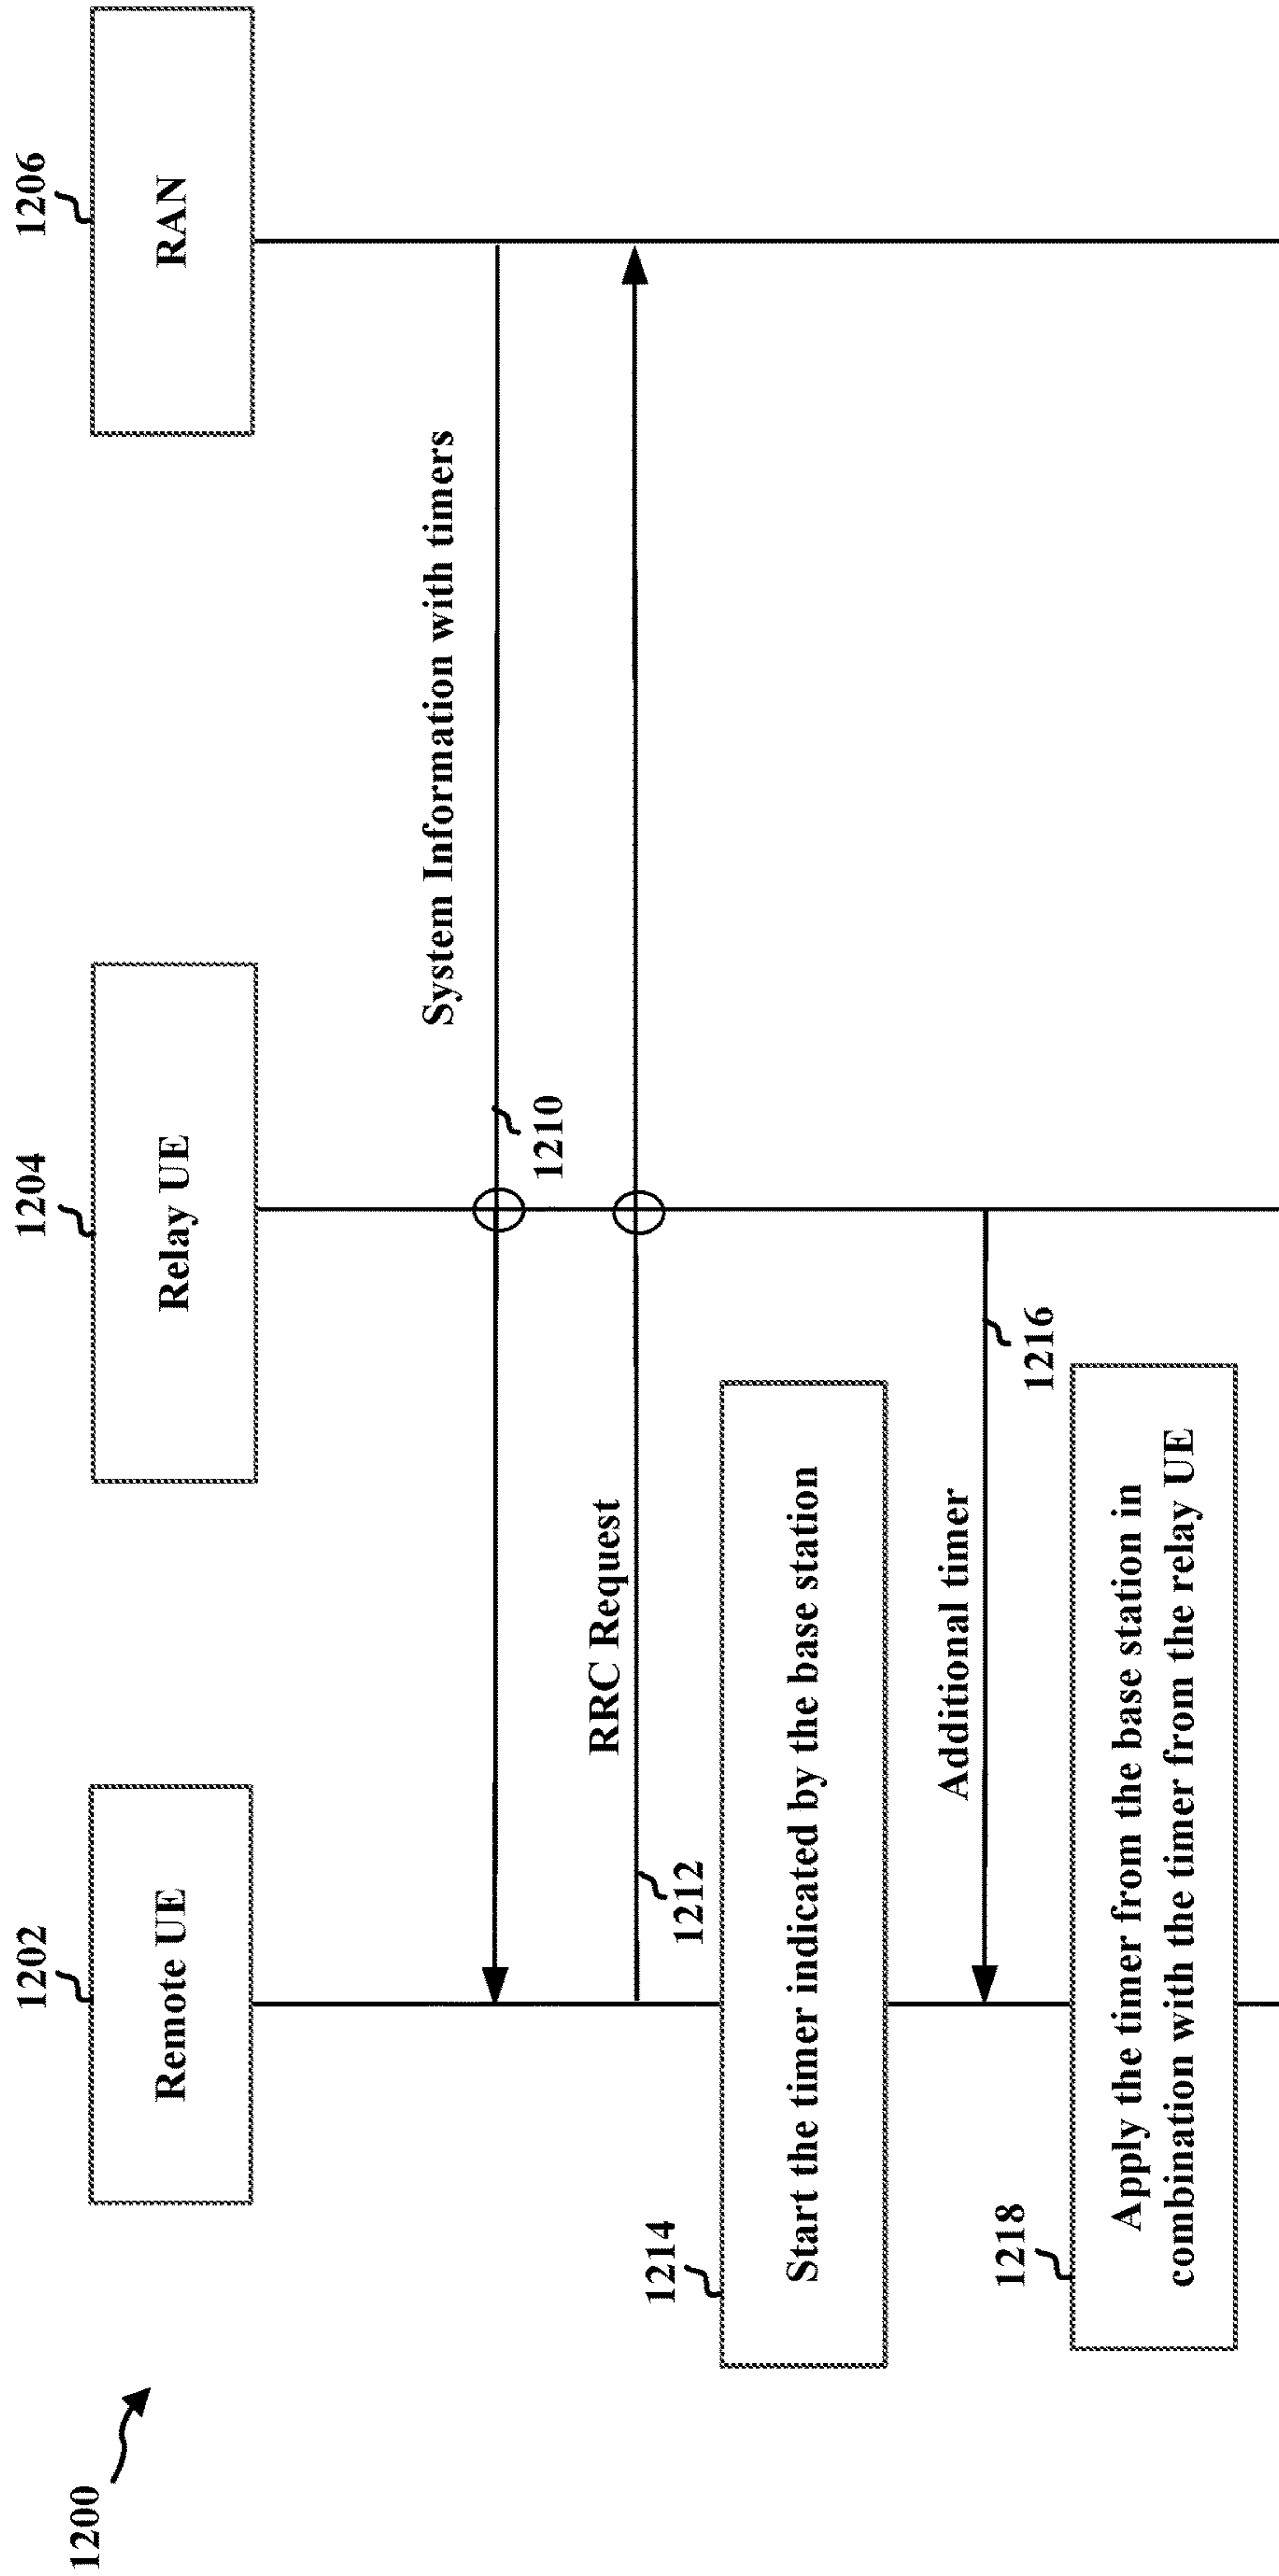 1200
1202
Remote UE
1204
Relay UE
1206
RAN
System Information with timers
1210
RRC Request
1212
1214
Start the timer indicated by the base station
Additional timer
1216
1218
Apply the timer from the base station in
combination with the timer from the relay UE